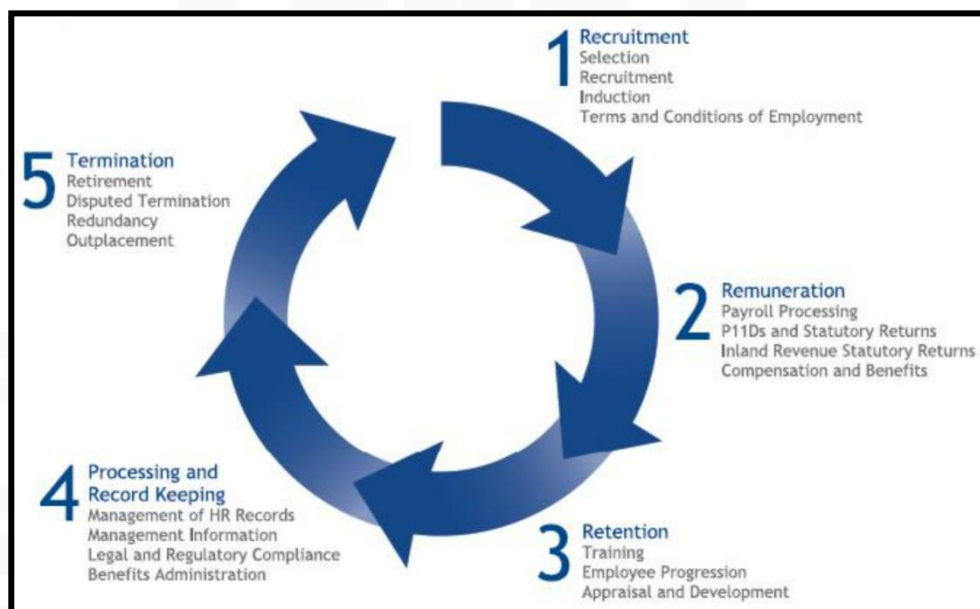 1 Recruitment
Selection
Recruitment
Induction
Terms and Conditions of Employment
2 Remuneration
Payroll Processing
P11Ds and Statutory Returns
Inland Revenue Statutory Returns
Compensation and Benefits
3 Retention
Training
Employee Progression
Appraisal and Development
4 Processing and
Record Keeping
Management of HR Records
Management Information
Legal and Regulatory Compliance
Benefits Administration
5 Termination
Retirement
Disputed Termination
Redundancy
Outplacement